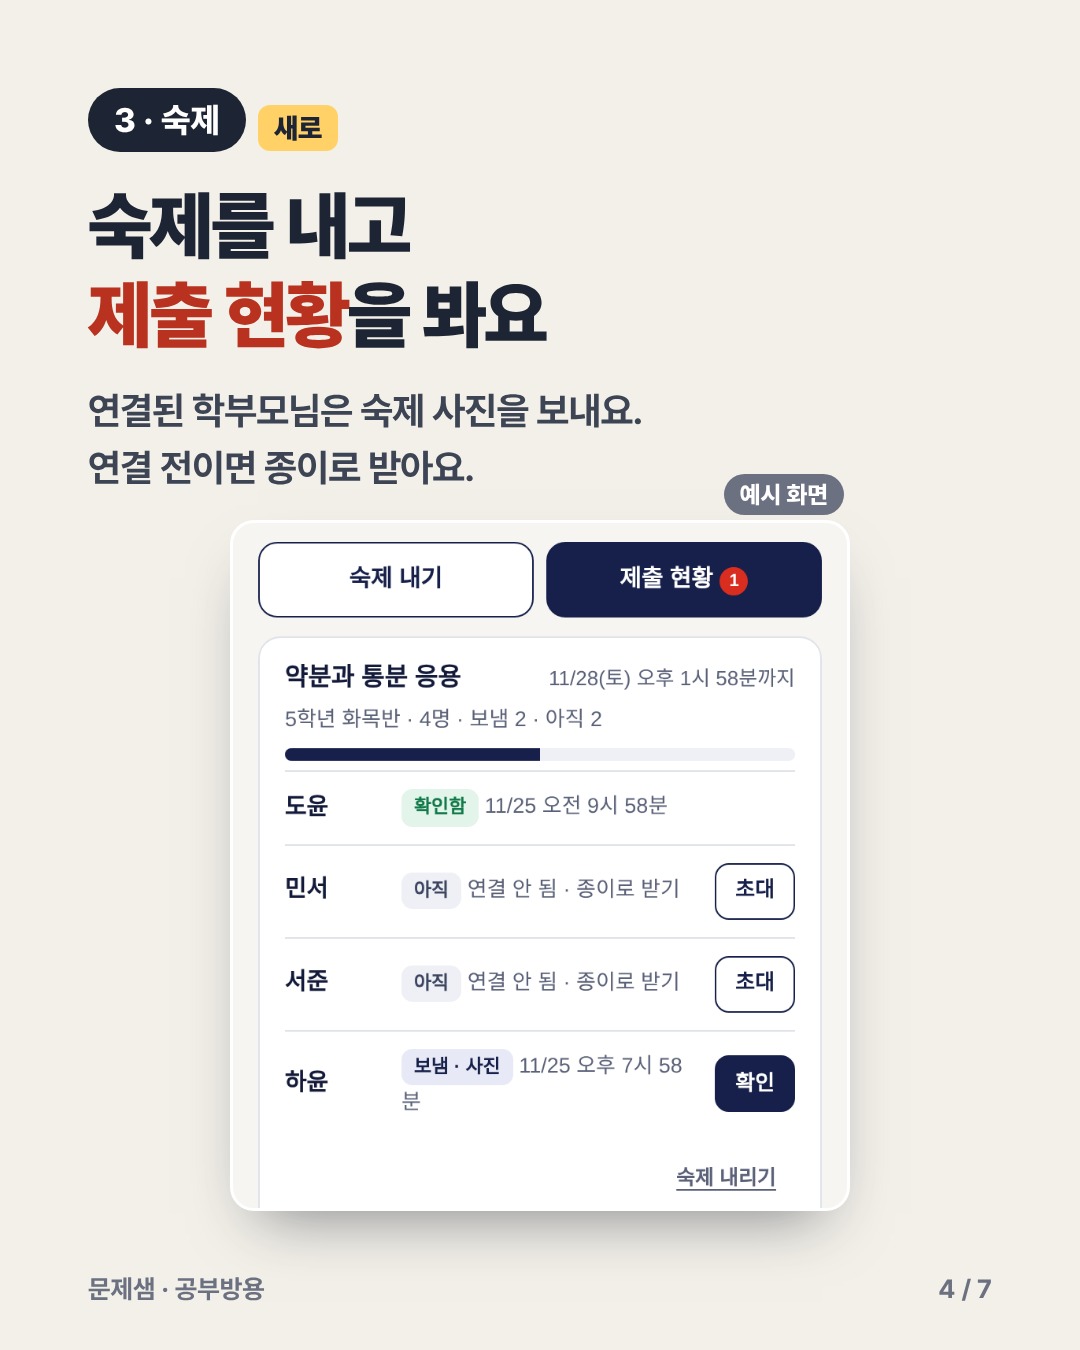 3 · 숙제
새로
숙제를 내고
제출 현황을 봐요
연결된 학부모님은 숙제 사진을 보내요.
연결 전이면 종이로 받아요.
예시 화면
숙제 내기
제출 현황 1
약분과 통분 응용
11/28(토) 오후 1시 58분까지
5학년 화목반 · 4명 · 보냄 2 · 아직 2
도윤
확인함 11/25 오전 9시 58분
민서
아직 연결 안 됨 · 종이로 받기
초대
서준
아직 연결 안 됨 · 종이로 받기
초대
하윤
보냄 · 사진 11/25 오후 7시 58
분
확인
숙제 내리기
문제샘 · 공부방용
4 / 7